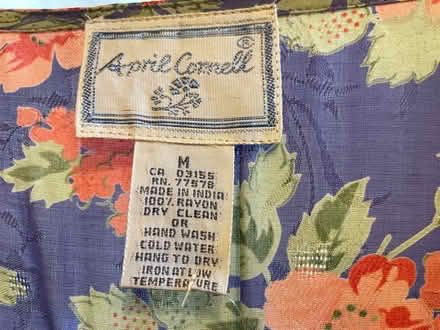 April Cornell ®
M
CA 03155
RN. 77578
MADE IN INDIA
100% RAYON
DRY CLEAN
OR
HAND WASH
COLD WATER
HANG TO DRY
IRON AT LOW
TEMPERATURE